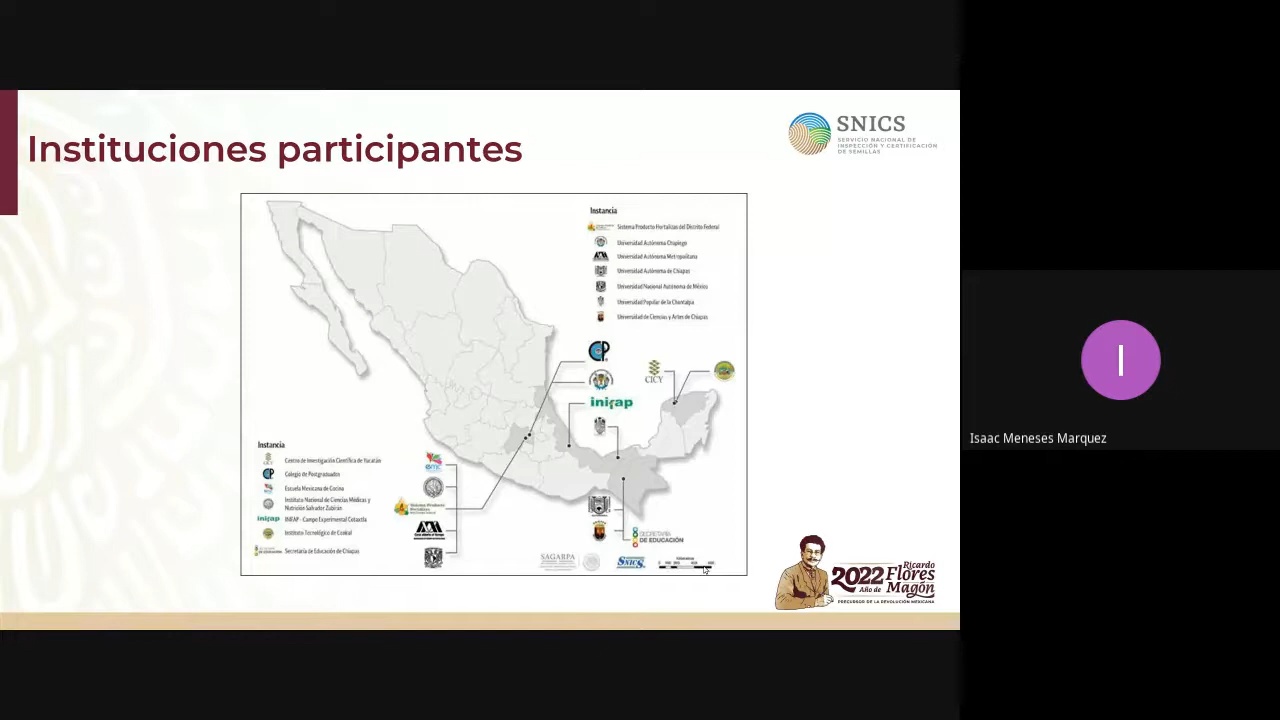 Instituciones participantes
SNICS
SERVICIO NACIONAL DE
INSPECCIÓN Y CERTIFICACIÓN
DE SEMILLAS
Instancia
Sistema Producto Hortalizas del Distrito Federal
Universidad Autónoma Chapingo
Universidad Autónoma Metropolitana
Universidad Autónoma de Chiapas
Universidad Nacional Autónoma de México
Universidad Popular de la Chontalpa
Universidad de Ciencias y Artes de Chiapas
CP
CICY
inifap
Instancia
Centro de Investigación Científica de Yucatán
Colegio de Postgraduados
Escuela Mexicana de Cocina
Instituto Nacional de Ciencias Médicas y
Nutrición Salvador Zubirán
inifap
INIFAP - Campo Experimental Cotaxtla
Instituto Tecnológico de Conkal
Secretaría de Educación de Chiapas
emc
Sistema Producto
SECRETARÍA
DE EDUCACIÓN
SAGARPA
SNICS
Ricardo
2022 Flores
Año de Magón
PRECURSOR DE LA REVOLUCIÓN MEXICANA
I
Isaac Meneses Marquez